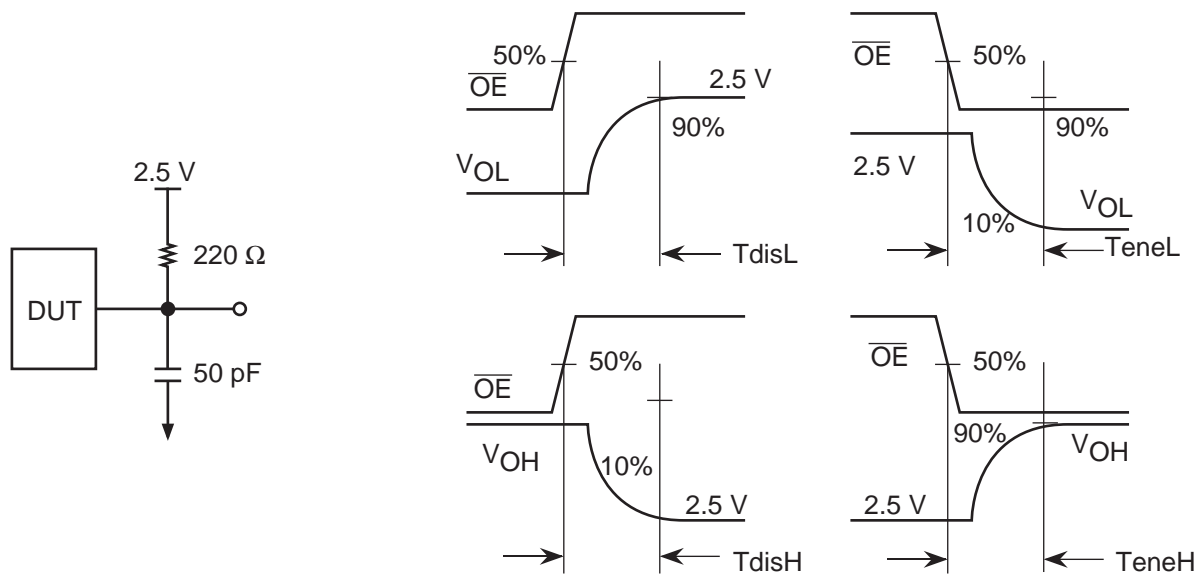 2.5 V
220 Ω
DUT
50 pF
50%
OE
2.5 V
90%
VOL
TdisL
OE
50%
90%
2.5 V
10%
VOL
TeneL
50%
OE
VOH
10%
2.5 V
TdisH
OE
50%
90%
VOH
2.5 V
TeneH